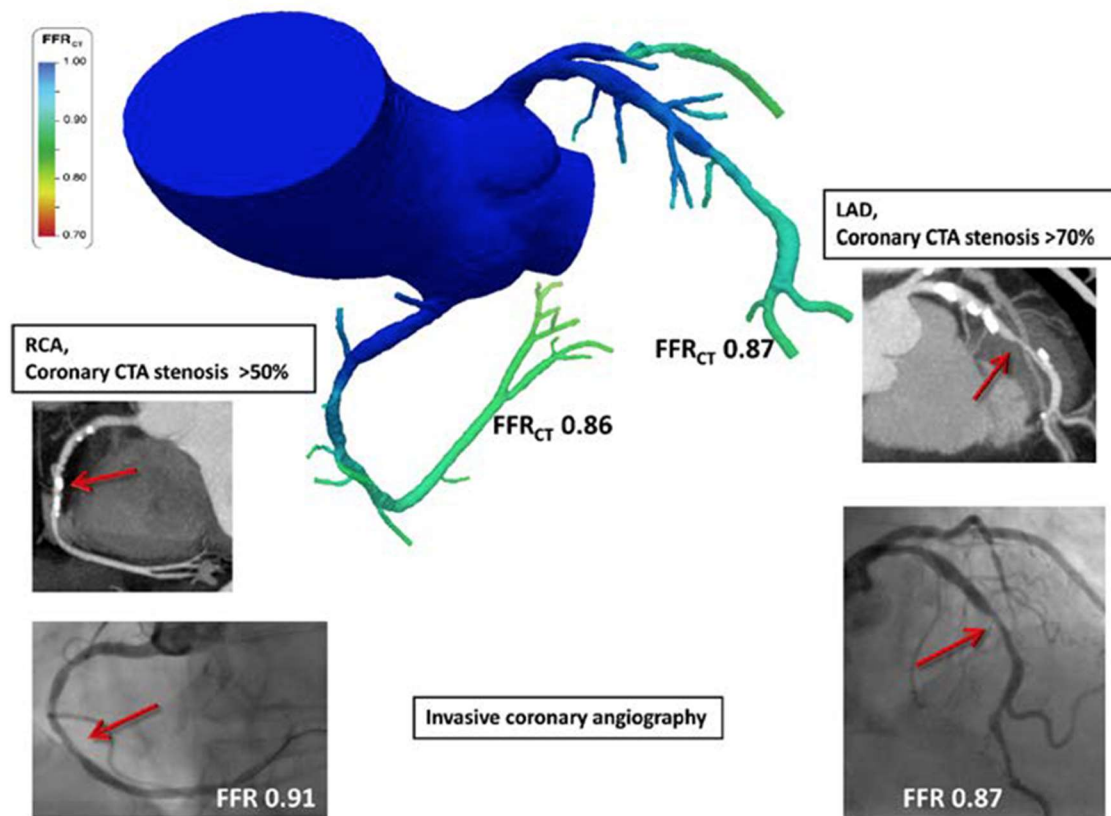 FFRCT
1.00
0.90
0.80
0.70
LAD,
Coronary CTA stenosis >70%
RCA,
Coronary CTA stenosis >50%
FFRCT 0.87
FFRCT 0.86
Invasive coronary angiography
FFR 0.91
FFR 0.87